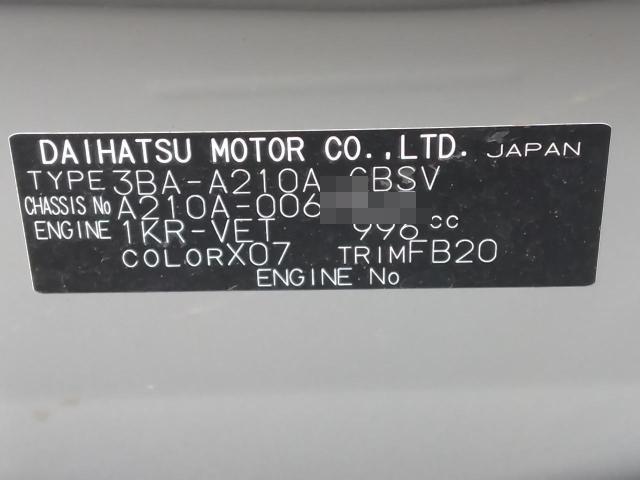 DAIHATSU MOTOR CO.,LTD. JAPAN
TYPE 3BA-A210A-GBSV
CHASSIS No A210A-006
ENGINE 1KR-VET 996 cc
COLOR X07 TRIM FB20
ENGINE No